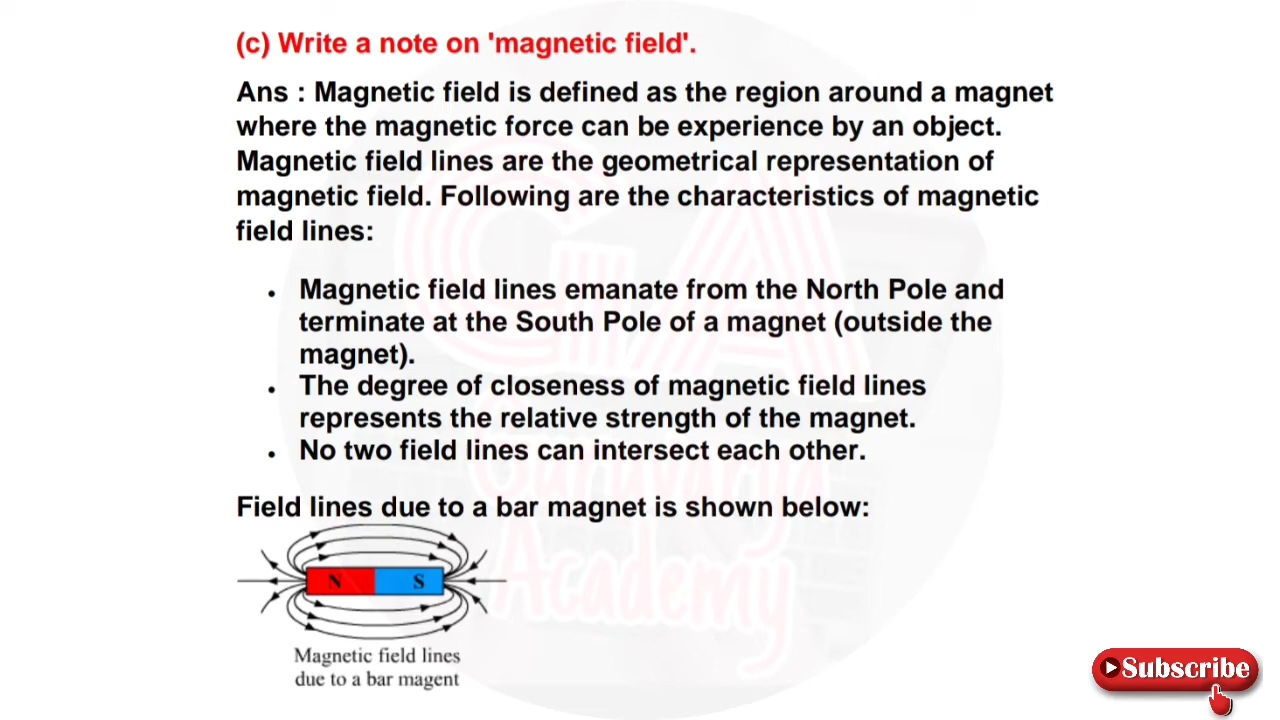 (c) Write a note on 'magnetic field'.
Ans : Magnetic field is defined as the region around a magnet
where the magnetic force can be experience by an object.
Magnetic field lines are the geometrical representation of
magnetic field. Following are the characteristics of magnetic
field lines:
• Magnetic field lines emanate from the North Pole and
terminate at the South Pole of a magnet (outside the
magnet).
• The degree of closeness of magnetic field lines
represents the relative strength of the magnet.
• No two field lines can intersect each other.
Field lines due to a bar magnet is shown below:
N S
Magnetic field lines
due to a bar magent
GA
Gurukul
Academy
Subscribe